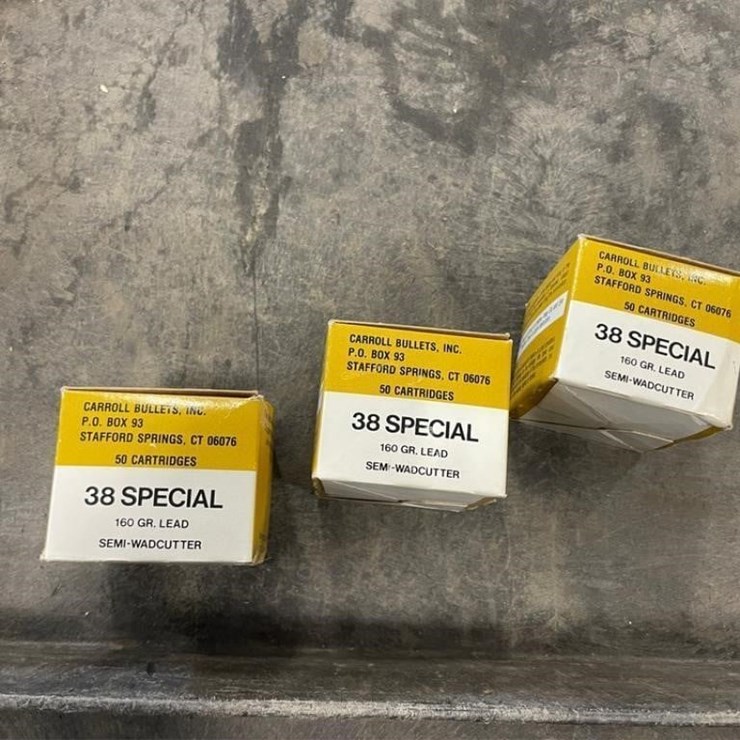 CARROLL BULLETS, INC.
P.O. BOX 93
STAFFORD SPRINGS, CT 06076
50 CARTRIDGES
38 SPECIAL
160 GR. LEAD
SEMI-WADCUTTER
CARROLL BULLETS, INC.
P.O. BOX 93
STAFFORD SPRINGS, CT 06076
50 CARTRIDGES
38 SPECIAL
160 GR. LEAD
SEMI-WADCUTTER
CARROLL BULLETS, INC.
P.O. BOX 93
STAFFORD SPRINGS, CT 06076
50 CARTRIDGES
38 SPECIAL
160 GR. LEAD
SEMI-WADCUTTER